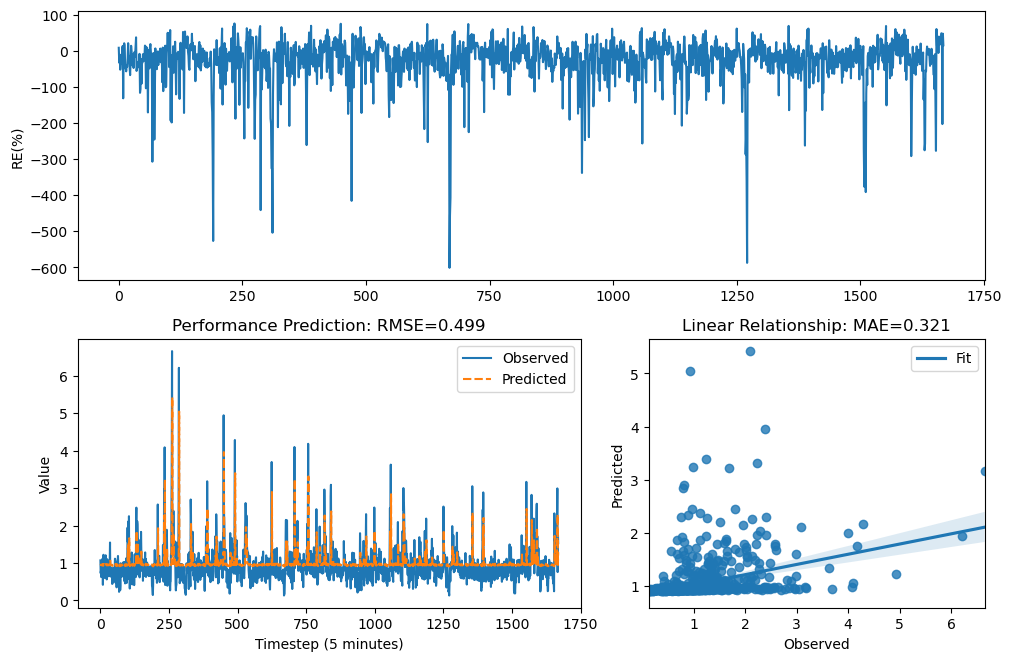 100
0
−100
−200
−300
−400
−500
−600
RE(%)
0 250 500 750 1000 1250 1500 1750
Performance Prediction: RMSE=0.499
Observed
Predicted
6
5
4
3
2
1
0
Value
0 250 500 750 1000 1250 1500 1750
Timestep (5 minutes)
Linear Relationship: MAE=0.321
Fit
5
4
3
2
1
Predicted
1 2 3 4 5 6
Observed